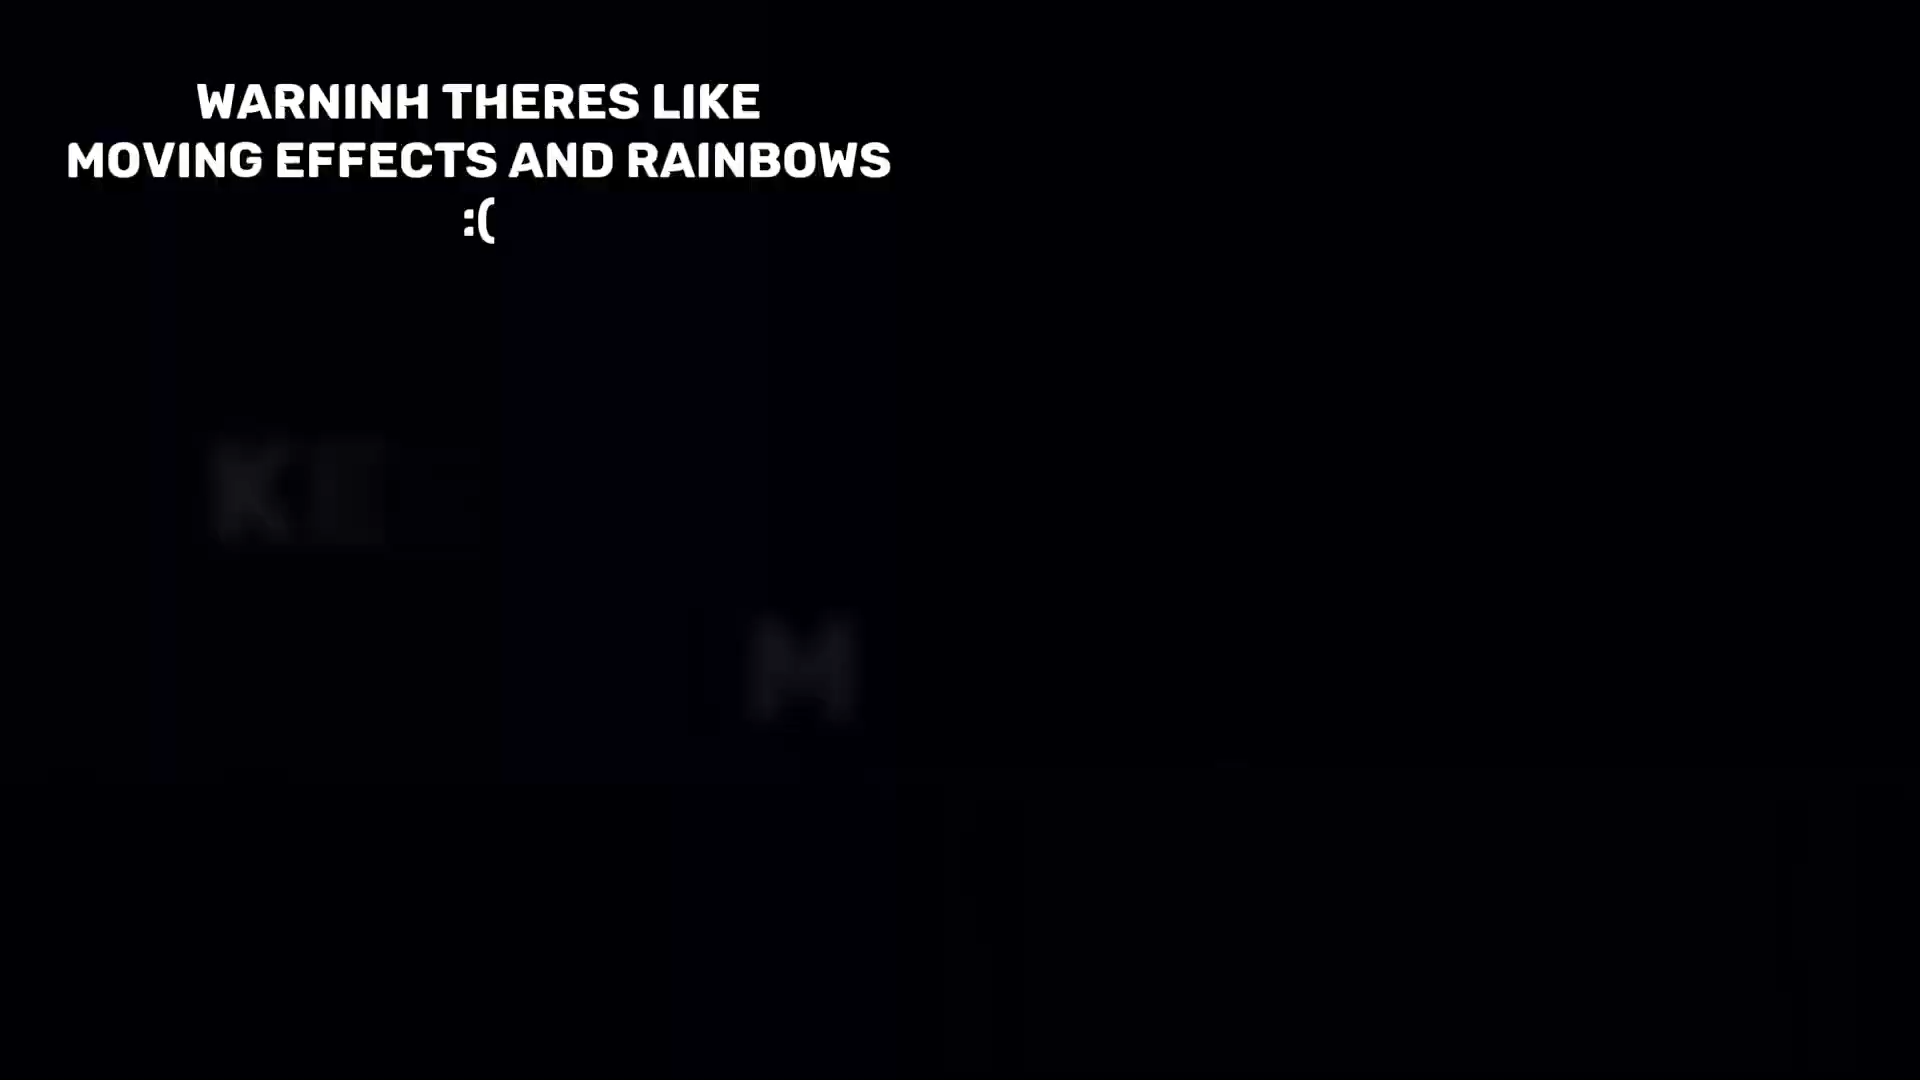 WARNINH THERES LIKE
MOVING EFFECTS AND RAINBOWS
:(
K
M